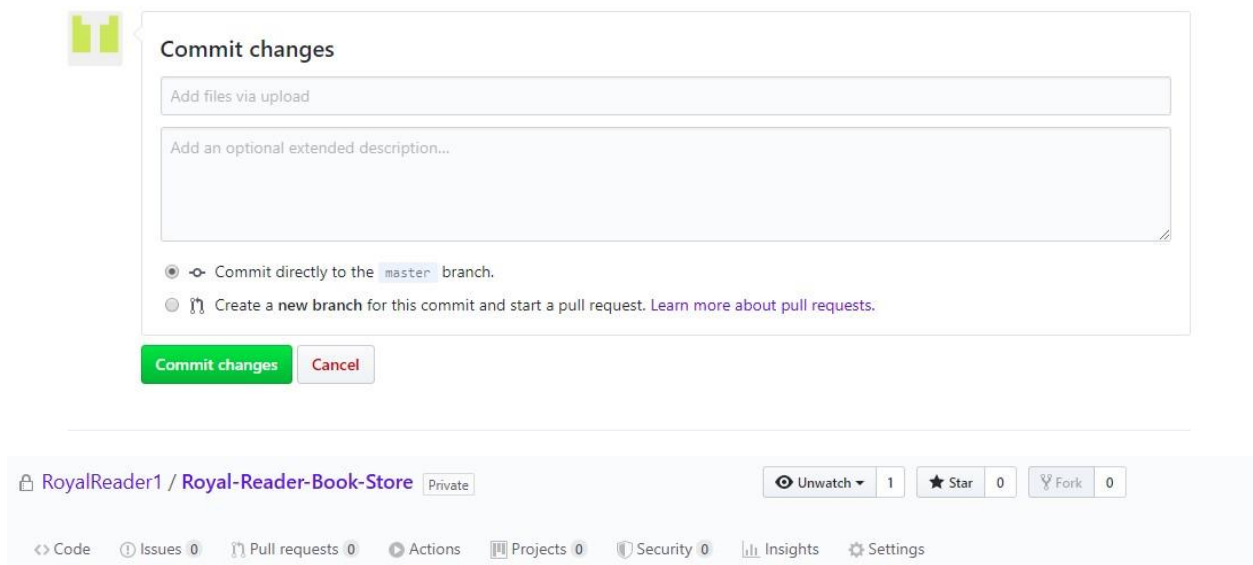 Commit changes
Add files via upload
Add an optional extended description...
Commit directly to the master branch.
Create a new branch for this commit and start a pull request. Learn more about pull requests.
Commit changes Cancel
RoyalReader1 / Royal-Reader-Book-Store Private Unwatch 1 Star 0 Fork 0
<> Code Issues 0 Pull requests 0 Actions Projects 0 Security 0 Insights Settings